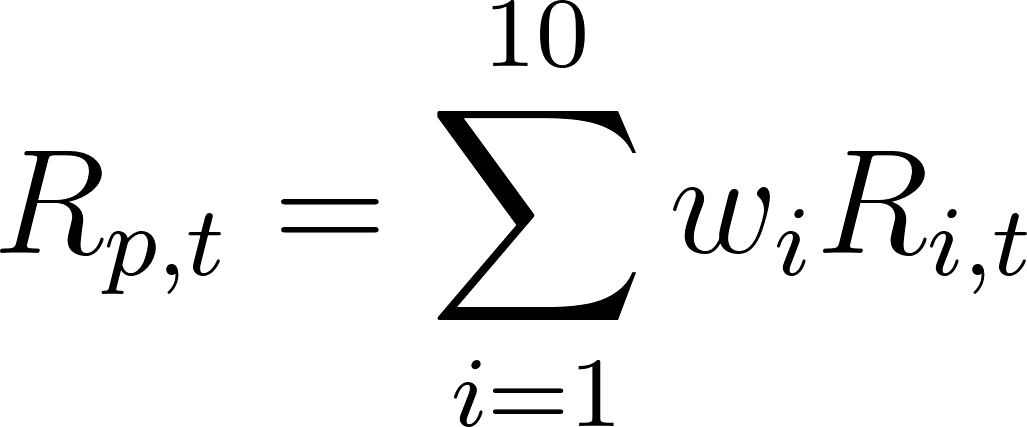 R_{p,t} = \sum_{i=1}^{10} w_i R_{i,t}